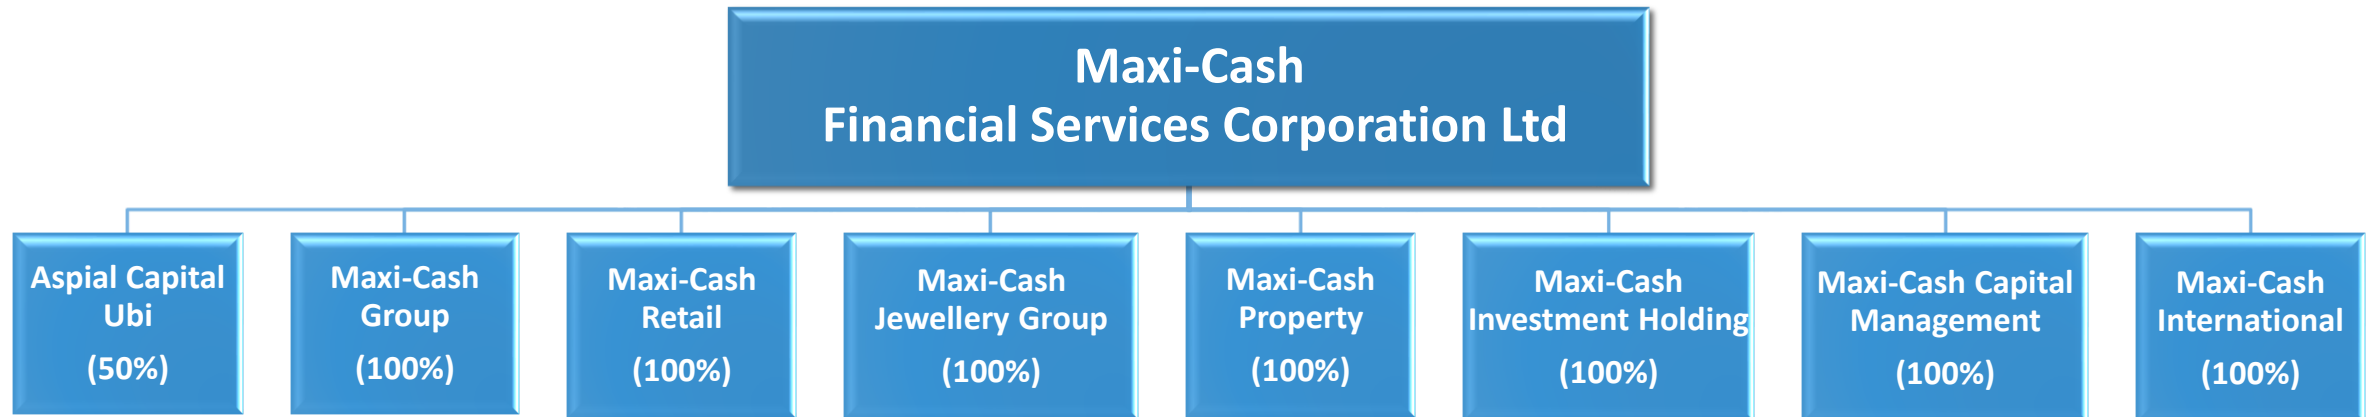 Maxi-Cash
Financial Services Corporation Ltd
Aspial Capital
Ubi
(50%)
Maxi-Cash
Group
(100%)
Maxi-Cash
Retail
(100%)
Maxi-Cash
Jewellery Group
(100%)
Maxi-Cash
Property
(100%)
Maxi-Cash
Investment Holding
(100%)
Maxi-Cash Capital
Management
(100%)
Maxi-Cash
International
(100%)